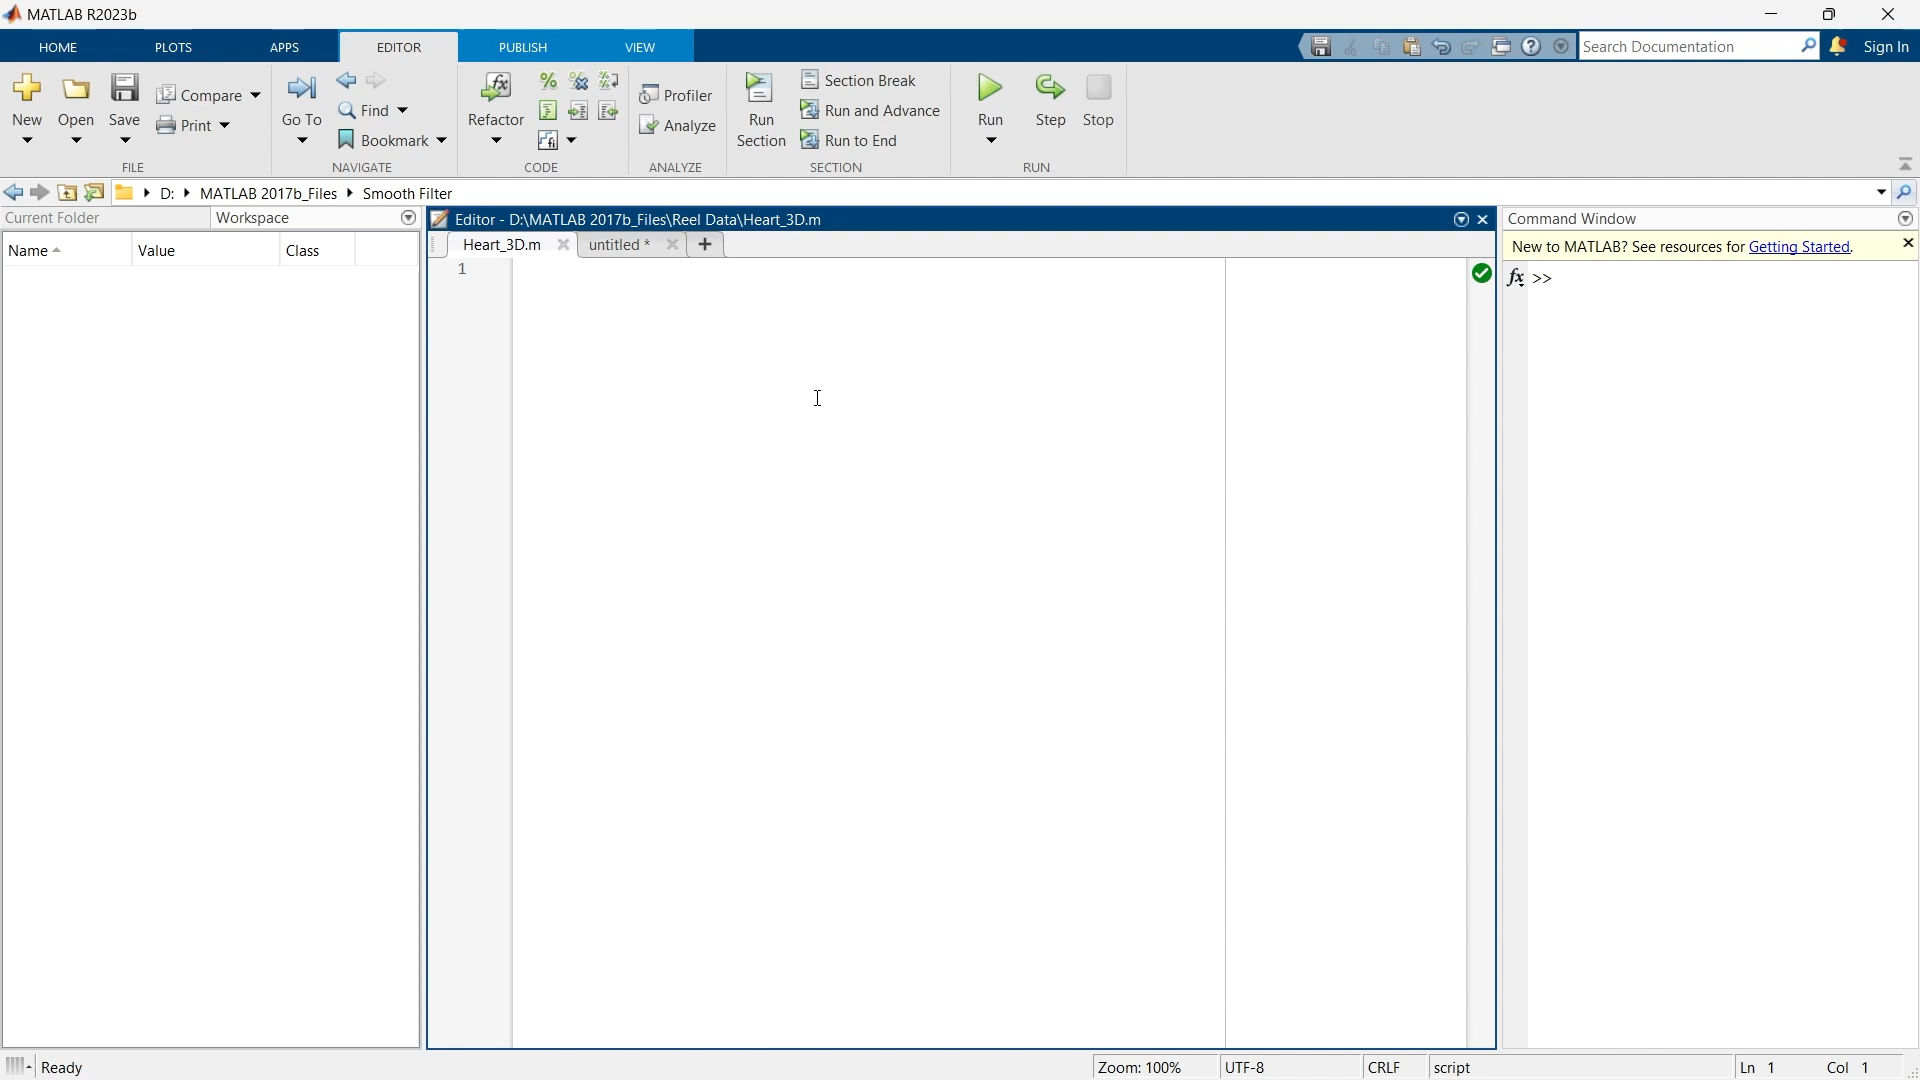 MATLAB R2023b
HOME PLOTS APPS EDITOR PUBLISH VIEW Search Documentation Sign In
New Open Save Compare Print
FILE
Go To Find Bookmark
NAVIGATE
Refactor
CODE
Profiler
Analyze
ANALYZE
Run Section
Section Break
Run and Advance
Run to End
SECTION
Run Step Stop
RUN
D: MATLAB 2017b_Files Smooth Filter
Current Folder Workspace
Name Value Class
Editor - D:\MATLAB 2017b_Files\Reel Data\Heart_3D.m
Heart_3D.m untitled * +
1
Command Window
New to MATLAB? See resources for Getting Started.
fx >>
Ready Zoom: 100% UTF-8 CRLF script Ln 1 Col 1